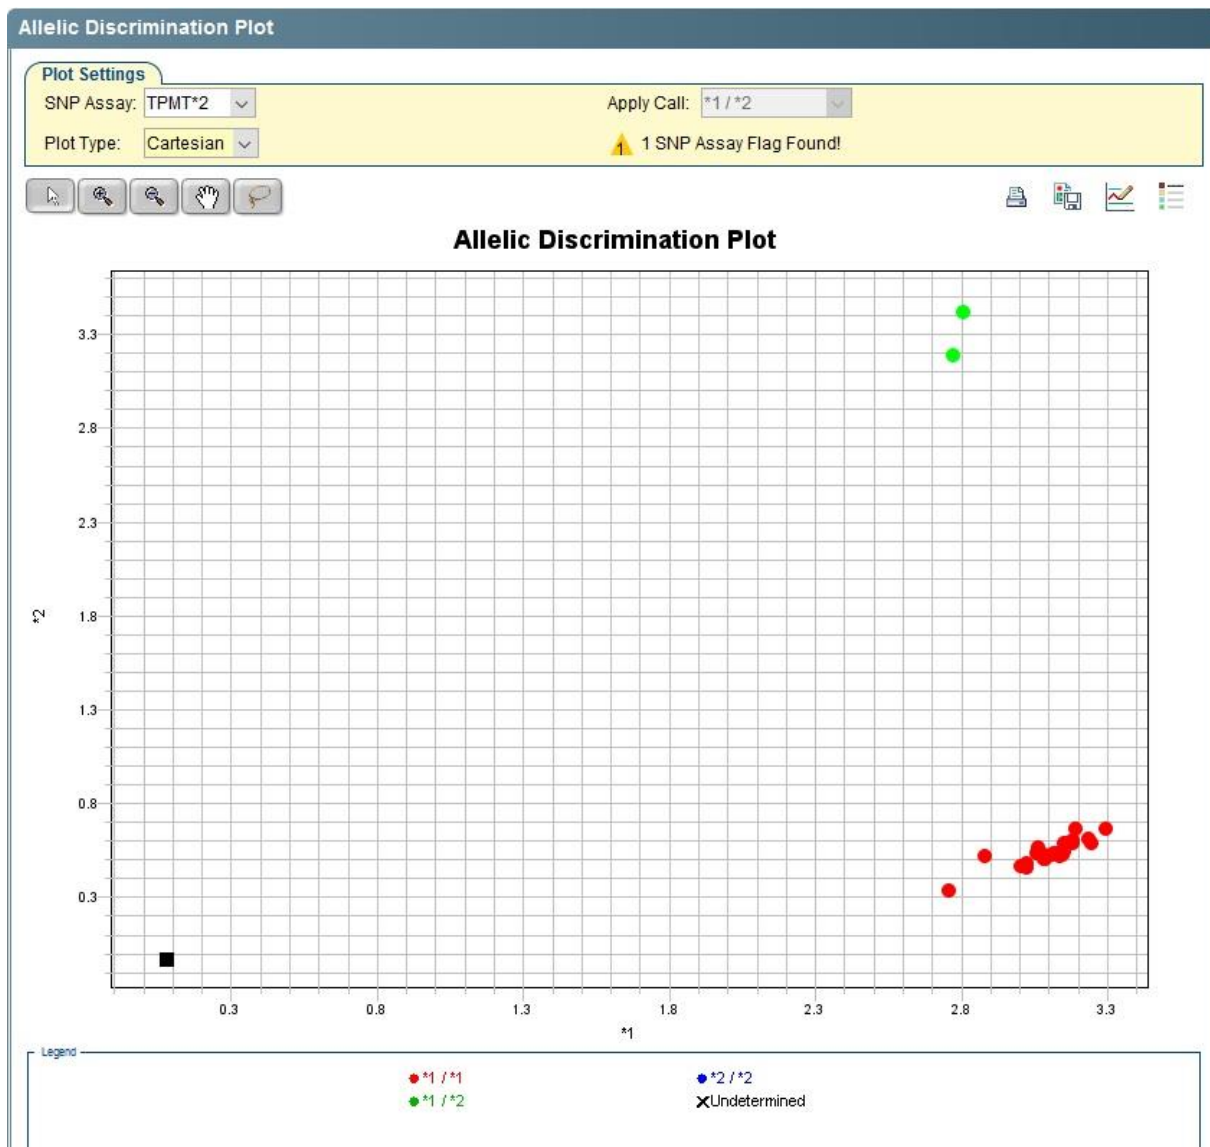 Allelic Discrimination Plot
Plot Settings
SNP Assay: TPMT*2 Apply Call: *1 / *2
Plot Type: Cartesian 1 1 SNP Assay Flag Found!
Allelic Discrimination Plot
3.3
2.8
2.3
1.8
*2
1.3
0.8
0.3
0.3 0.8 1.3 1.8 2.3 2.8 3.3
*1
Legend
*1 / *1 *2 / *2
*1 / *2 Undetermined